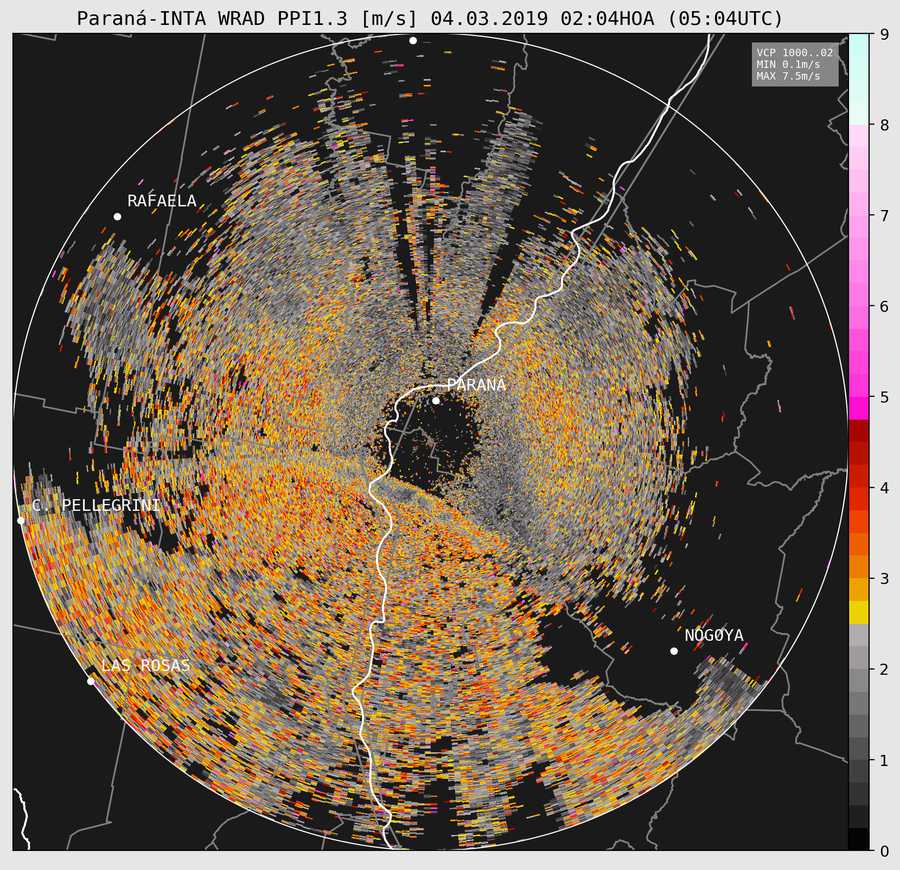 Paraná-INTA WRAD PPI1.3 [m/s] 04.03.2019 02:04HOA (05:04UTC)
VCP 1000..02
MIN 0.1m/s
MAX 7.5m/s
9
8
7
6
5
4
3
2
1
0
RAFAELA
PARANÁ
C. PELLEGRINI
NOGOYA
LAS ROSAS